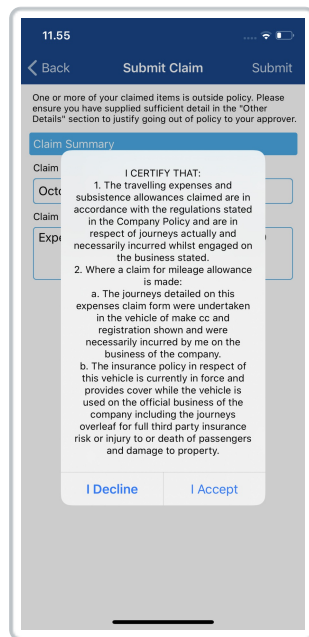 11.55
Back Submit Claim Submit
One or more of your claimed items is outside policy. Please
ensure you have supplied sufficient detail in the "Other
Details" section to justify going out of policy to your approver.
Claim Summary
Claim
Octo
Claim
Expe
I CERTIFY THAT:
1. The travelling expenses and
subsistence allowances claimed are in
accordance with the regulations stated
in the Company Policy and are in
respect of journeys actually and
necessarily incurred whilst engaged on
the business stated.
2. Where a claim for mileage allowance
is made:
a. The journeys detailed on this
expenses claim form were undertaken
in the vehicle of make cc and
registration shown and were
necessarily incurred by me on the
business of the company.
b. The insurance policy in respect of
this vehicle is currently in force and
provides cover while the vehicle is
used on the official business of the
company including the journeys
overleaf for full third party insurance
risk or injury to or death of passengers
and damage to property.
I Decline I Accept